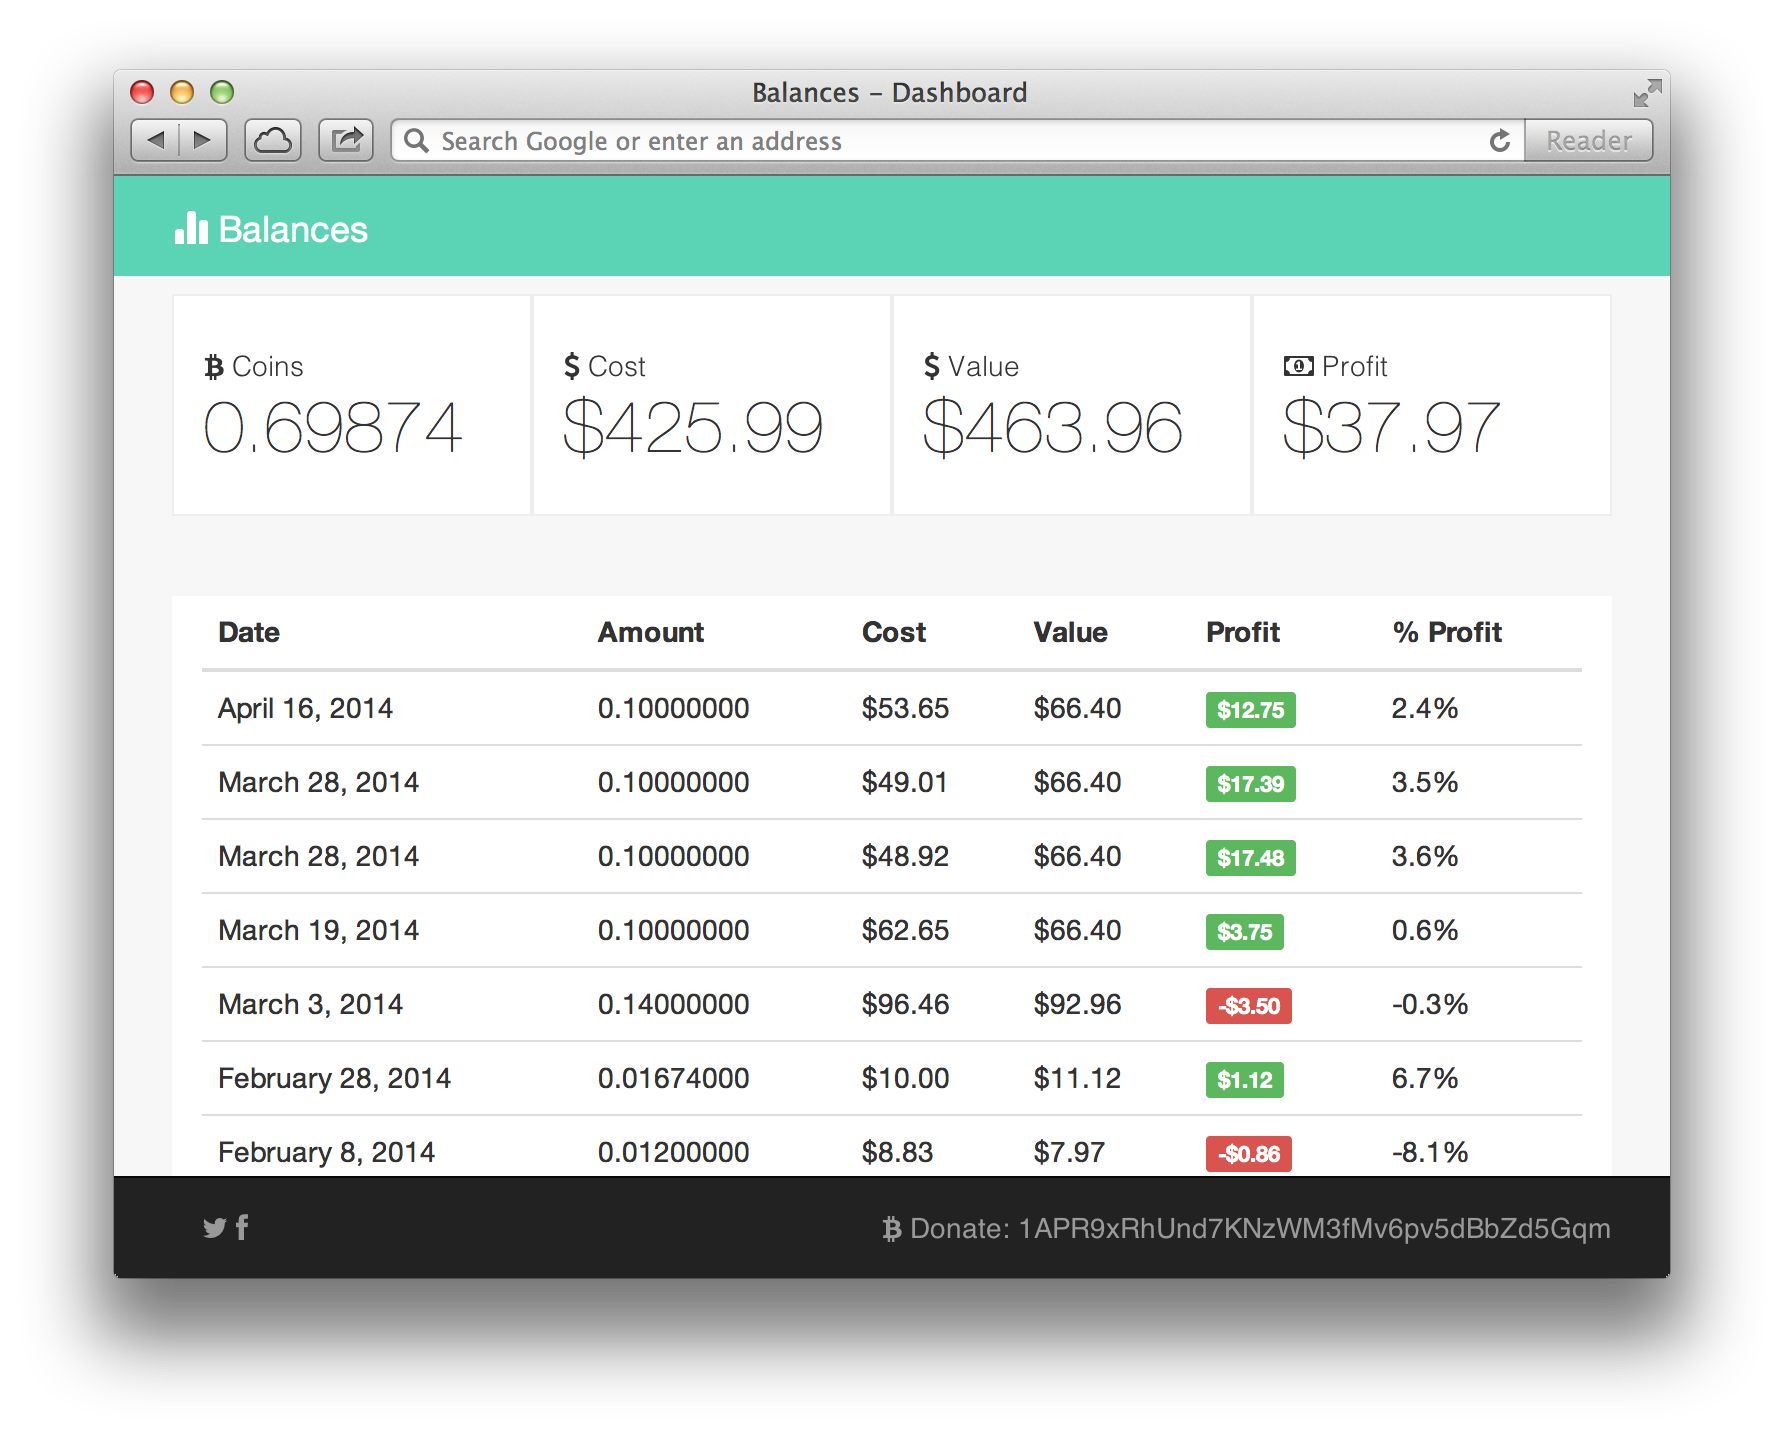 Balances – Dashboard
Search Google or enter an address
Reader
Balances
Coins
0.69874
$ Cost
$425.99
$ Value
$463.96
Profit
$37.97
Date Amount Cost Value Profit % Profit
April 16, 2014 0.10000000 $53.65 $66.40 $12.75 2.4%
March 28, 2014 0.10000000 $49.01 $66.40 $17.39 3.5%
March 28, 2014 0.10000000 $48.92 $66.40 $17.48 3.6%
March 19, 2014 0.10000000 $62.65 $66.40 $3.75 0.6%
March 3, 2014 0.14000000 $96.46 $92.96 -$3.50 -0.3%
February 28, 2014 0.01674000 $10.00 $11.12 $1.12 6.7%
February 8, 2014 0.01200000 $8.83 $7.97 -$0.86 -8.1%
Donate: 1APR9xRhUnd7KNzWM3fMv6pv5dBbZd5Gqm